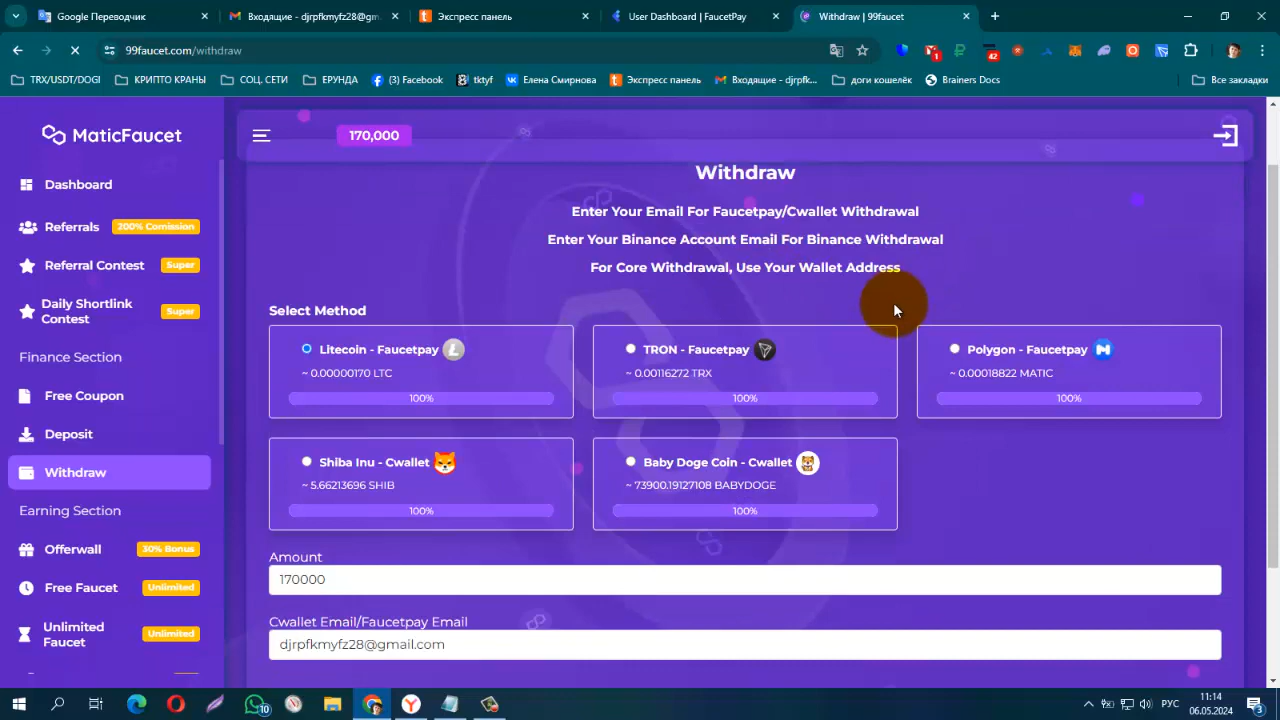 Google Переводчик
Входящие - djrpfkmyfz28@gm...
Экспресс панель
User Dashboard | FaucetPay
Withdraw | 99faucet
99faucet.com/withdraw
TRX/USDT/DOGI
КРИПТО КРАНЫ
СОЦ. СЕТИ
ЕРУНДА
(3) Facebook
tktyf
Елена Смирнова
Экспресс панель
Входящие - djrpfk...
доги кошелёк
Brainers Docs
Все закладки
42
MaticFaucet
170,000
Dashboard
Referrals 200% Comission
Referral Contest Super
Daily Shortlink
Contest Super
Finance Section
Free Coupon
Deposit
Withdraw
Earning Section
Offerwall 30% Bonus
Free Faucet Unlimited
Unlimited
Faucet Unlimited
Withdraw
Enter Your Email For Faucetpay/Cwallet Withdrawal
Enter Your Binance Account Email For Binance Withdrawal
For Core Withdrawal, Use Your Wallet Address
Select Method
Litecoin - Faucetpay
~ 0.00000170 LTC
100%
TRON - Faucetpay
~ 0.00116272 TRX
100%
Polygon - Faucetpay
~ 0.00018822 MATIC
100%
Shiba Inu - Cwallet
~ 5.66213696 SHIB
100%
Baby Doge Coin - Cwallet
~ 73900.19127108 BABYDOGE
100%
Amount
170000
Cwallet Email/Faucetpay Email
djrpfkmyfz28@gmail.com
10
РУС
11:14
06.05.2024
3